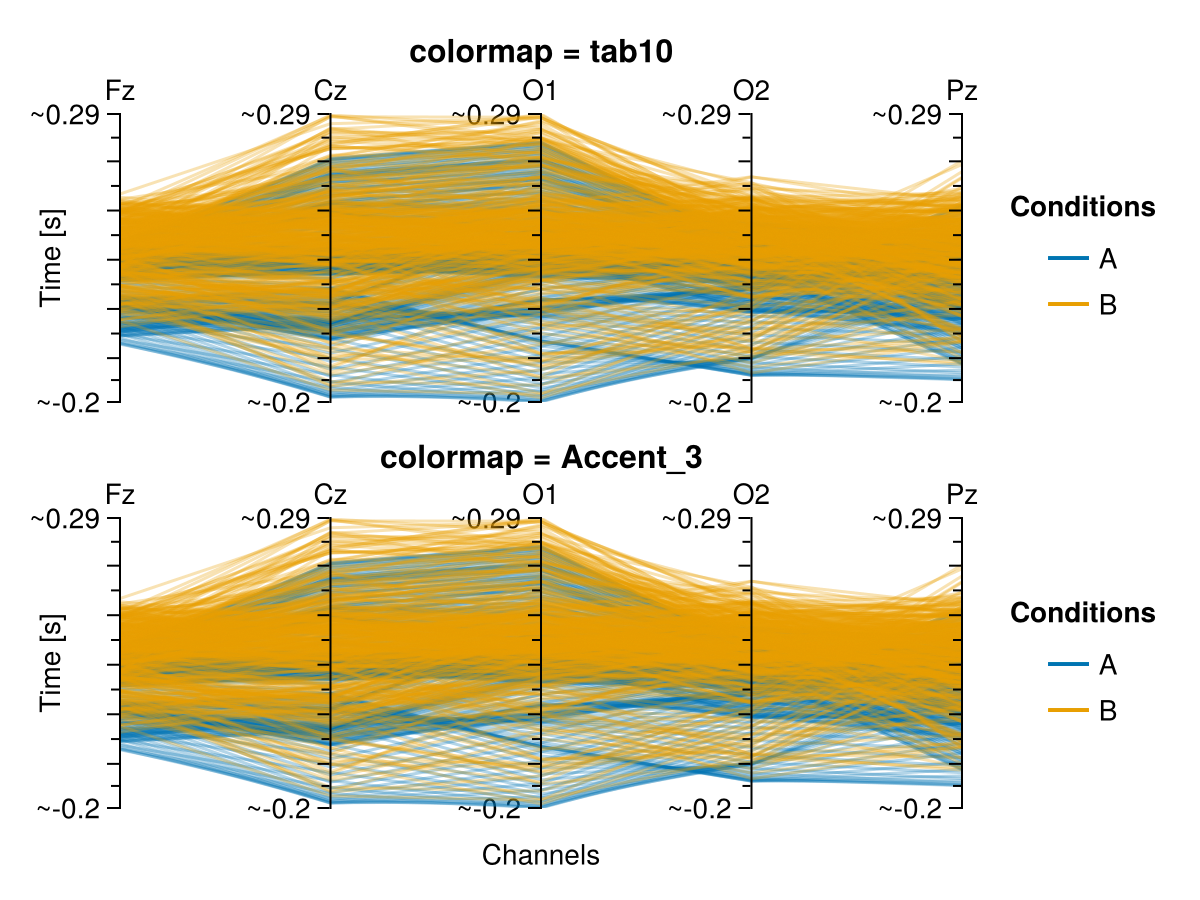 colormap = tab10
Fz Cz O1 O2 Pz
~0.29 ~0.29 ~0.29 ~0.29 ~0.29
Time [s]
~-0.2 ~-0.2 ~-0.2 ~-0.2 ~-0.2
Conditions
A
B
colormap = Accent_3
Fz Cz O1 O2 Pz
~0.29 ~0.29 ~0.29 ~0.29 ~0.29
Time [s]
~-0.2 ~-0.2 ~-0.2 ~-0.2 ~-0.2
Channels
Conditions
A
B